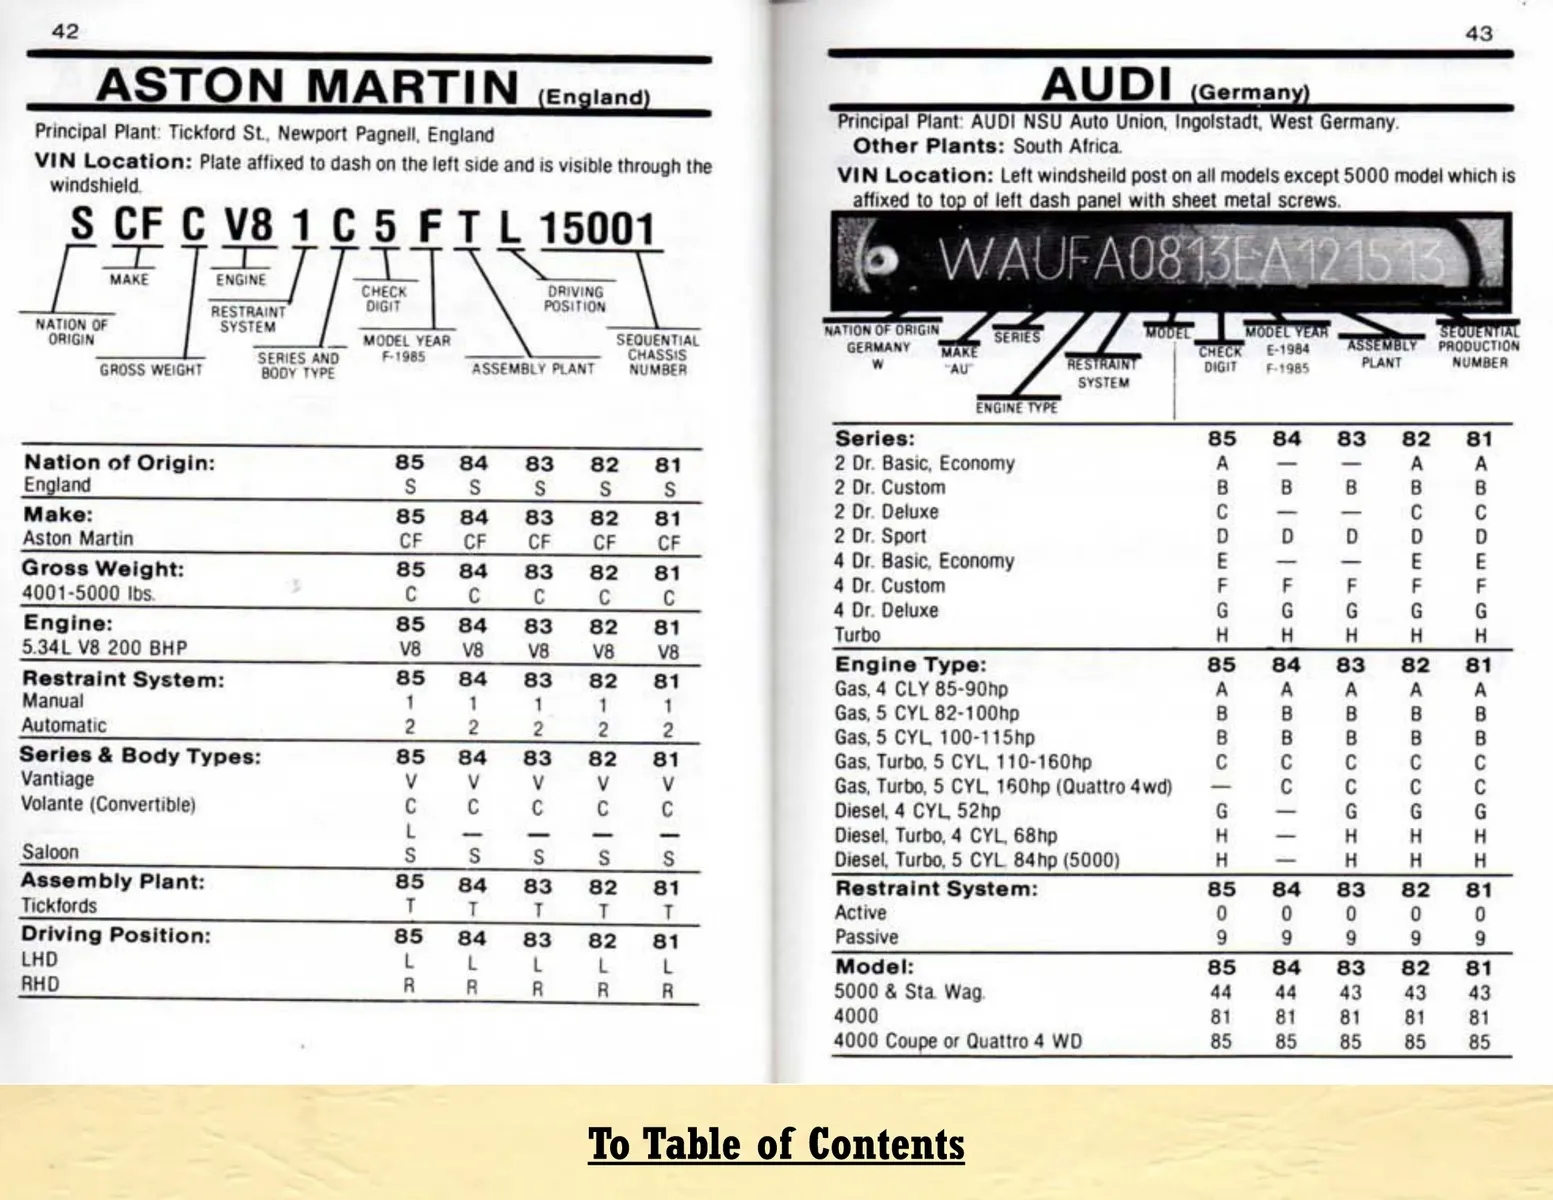 42
ASTON MARTIN (England)
Principal Plant: Tickford St., Newport Pagnell, England
VIN Location: Plate affixed to dash on the left side and is visible through the
windshield.
S CF C V8 1 C 5 F T L 15001
MAKE
ENGINE
CHECK
DIGIT
DRIVING
POSITION
NATION OF
ORIGIN
RESTRAINT
SYSTEM
MODEL YEAR
F-1985
SEQUENTIAL
CHASSIS
NUMBER
GROSS WEIGHT
SERIES AND
BODY TYPE
ASSEMBLY PLANT
Nation of Origin: 85 84 83 82 81
England S S S S S
Make: 85 84 83 82 81
Aston Martin CF CF CF CF CF
Gross Weight: 85 84 83 82 81
4001-5000 lbs. C C C C C
Engine: 85 84 83 82 81
5.34L V8 200 BHP V8 V8 V8 V8 V8
Restraint System: 85 84 83 82 81
Manual 1 1 1 1 1
Automatic 2 2 2 2 2
Series & Body Types: 85 84 83 82 81
Vantiage V V V V V
Volante (Convertible) C C C C C
L — — — —
Saloon S S S S S
Assembly Plant: 85 84 83 82 81
Tickfords T T T T T
Driving Position: 85 84 83 82 81
LHD L L L L L
RHD R R R R R
43
AUDI (Germany)
Principal Plant: AUDI NSU Auto Union, Ingolstadt, West Germany.
Other Plants: South Africa.
VIN Location: Left windsheild post on all models except 5000 model which is
affixed to top of left dash panel with sheet metal screws.
WAUFA0813EA121513
NATION OF ORIGIN
GERMANY
W
MAKE
"AU"
SERIES
ENGINE TYPE
RESTRAINT
SYSTEM
MODEL
CHECK
DIGIT
MODEL YEAR
E-1984
F-1985
ASSEMBLY
PLANT
SEQUENTIAL
PRODUCTION
NUMBER
Series: 85 84 83 82 81
2 Dr. Basic, Economy A — — A A
2 Dr. Custom B B B B B
2 Dr. Deluxe C — — C C
2 Dr. Sport D D D D D
4 Dr. Basic, Economy E — — E E
4 Dr. Custom F F F F F
4 Dr. Deluxe G G G G G
Turbo H H H H H
Engine Type: 85 84 83 82 81
Gas, 4 CLY 85-90hp A A A A A
Gas, 5 CYL 82-100hp B B B B B
Gas, 5 CYL, 100-115hp B B B B B
Gas, Turbo, 5 CYL, 110-160hp C C C C C
Gas, Turbo, 5 CYL, 160hp (Quattro 4wd) — C C C C
Diesel, 4 CYL, 52hp G — G G G
Diesel, Turbo, 4 CYL, 68hp H — H H H
Diesel, Turbo, 5 CYL. 84hp (5000) H — H H H
Restraint System: 85 84 83 82 81
Active 0 0 0 0 0
Passive 9 9 9 9 9
Model: 85 84 83 82 81
5000 & Sta. Wag. 44 44 43 43 43
4000 81 81 81 81 81
4000 Coupe or Quattro 4 WD 85 85 85 85 85
To Table of Contents